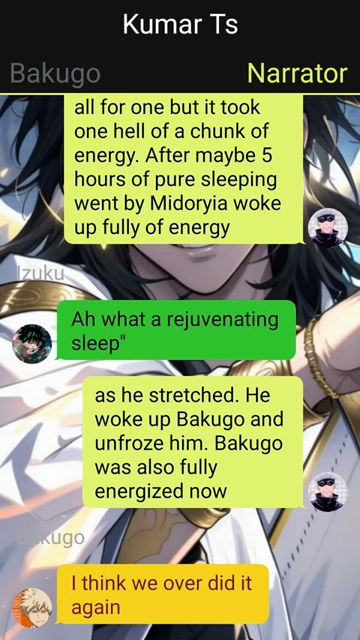 Kumar Ts
Bakugo
Narrator
all for one but it took
one hell of a chunk of
energy. After maybe 5
hours of pure sleeping
went by Midoryia woke
up fully of energy
Izuku
Ah what a rejuvenating
sleep"
as he stretched. He
woke up Bakugo and
unfroze him. Bakugo
was also fully
energized now
Bakugo
I think we over did it
again